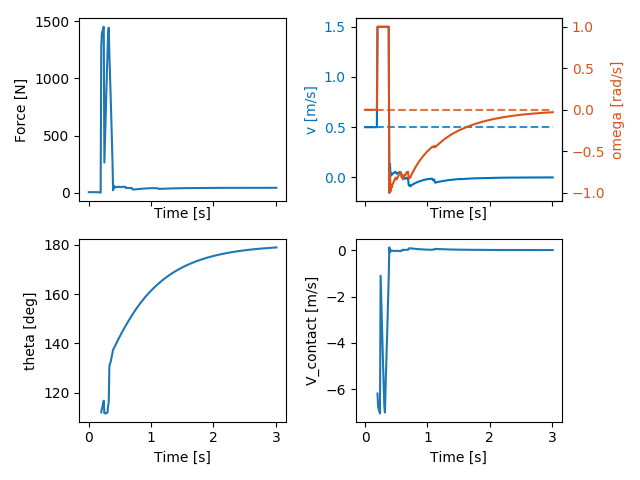 1500
1000
500
0
Force [N]
Time [s]
1.5
1.0
0.5
0.0
v [m/s]
1.0
0.5
0.0
−0.5
−1.0
omega [rad/s]
Time [s]
180
160
140
120
theta [deg]
0 1 2 3
Time [s]
0
−2
−4
−6
V_contact [m/s]
0 1 2 3
Time [s]